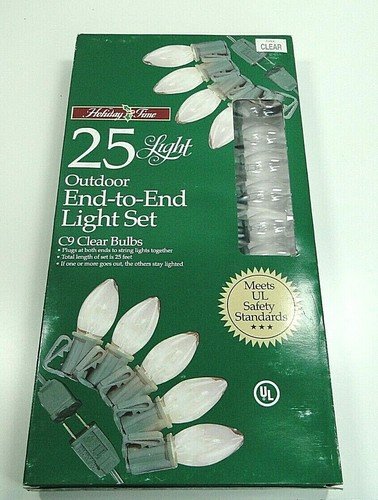 CLEAR
Holiday Time
25 Light
Outdoor
End-to-End
Light Set
C9 Clear Bulbs
• Plugs at both ends to string lights together
• Total length of set is 25 feet
• If one or more goes out, the others stay lighted
Meets
UL
Safety
Standards
★★★
UL